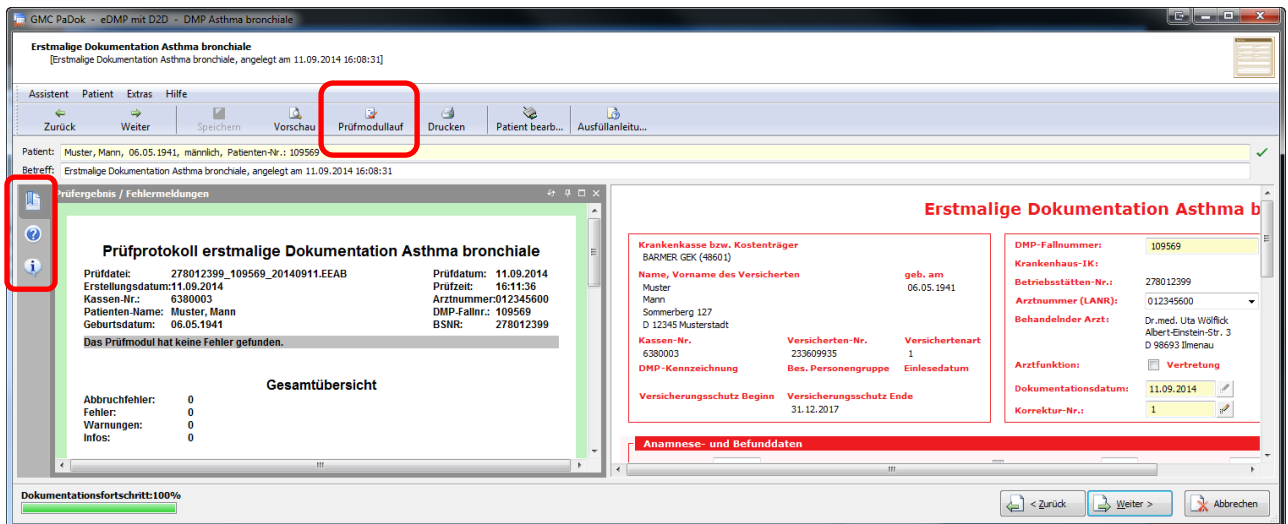 GMC PaDok - eDMP mit D2D - DMP Asthma bronchiale
Erstmalige Dokumentation Asthma bronchiale
[Erstmalige Dokumentation Asthma bronchiale, angelegt am 11.09.2014 16:08:31]
Assistent Patient Extras Hilfe
Zurück Weiter Speichern Vorschau Prüfmodullauf Drucken Patient bearb... Ausfüllanleitu...
Patient: Muster, Mann, 06.05.1941, männlich, Patienten-Nr.: 109569
Betreff: Erstmalige Dokumentation Asthma bronchiale, angelegt am 11.09.2014 16:08:31
Prüfergebnis / Fehlermeldungen
Prüfprotokoll erstmalige Dokumentation Asthma bronchiale
Prüfdatei: 278012399_109569_20140911.EEAB Prüfdatum: 11.09.2014
Erstellungsdatum:11.09.2014 Prüfzeit: 16:11:36
Kassen-Nr.: 6380003 Arztnummer:012345600
Patienten-Name: Muster, Mann DMP-Fallnr.: 109569
Geburtsdatum: 06.05.1941 BSNR: 278012399
Das Prüfmodul hat keine Fehler gefunden.
Gesamtübersicht
Abbruchfehler: 0
Fehler: 0
Warnungen: 0
Infos: 0
Erstmalige Dokumentation Asthma b
Krankenkasse bzw. Kostenträger
BARMER GEK (48601)
Name, Vorname des Versicherten geb. am
Muster 06.05.1941
Mann
Sommerberg 127
D 12345 Musterstadt
Kassen-Nr. Versicherten-Nr. Versichertenart
6380003 233609935 1
DMP-Kennzeichnung Bes. Personengruppe Einlesedatum
Versicherungsschutz Beginn Versicherungsschutz Ende
31.12.2017
DMP-Fallnummer: 109569
Krankenhaus-IK:
Betriebsstätten-Nr.: 278012399
Arztnummer (LANR): 012345600
Behandelnder Arzt: Dr.med. Uta Wölflick
Albert-Einstein-Str. 3
D 98693 Ilmenau
Arztfunktion: Vertretung
Dokumentationsdatum: 11.09.2014
Korrektur-Nr.: 1
Anamnese- und Befunddaten
Dokumentationsfortschritt:100%
< Zurück Weiter > Abbrechen